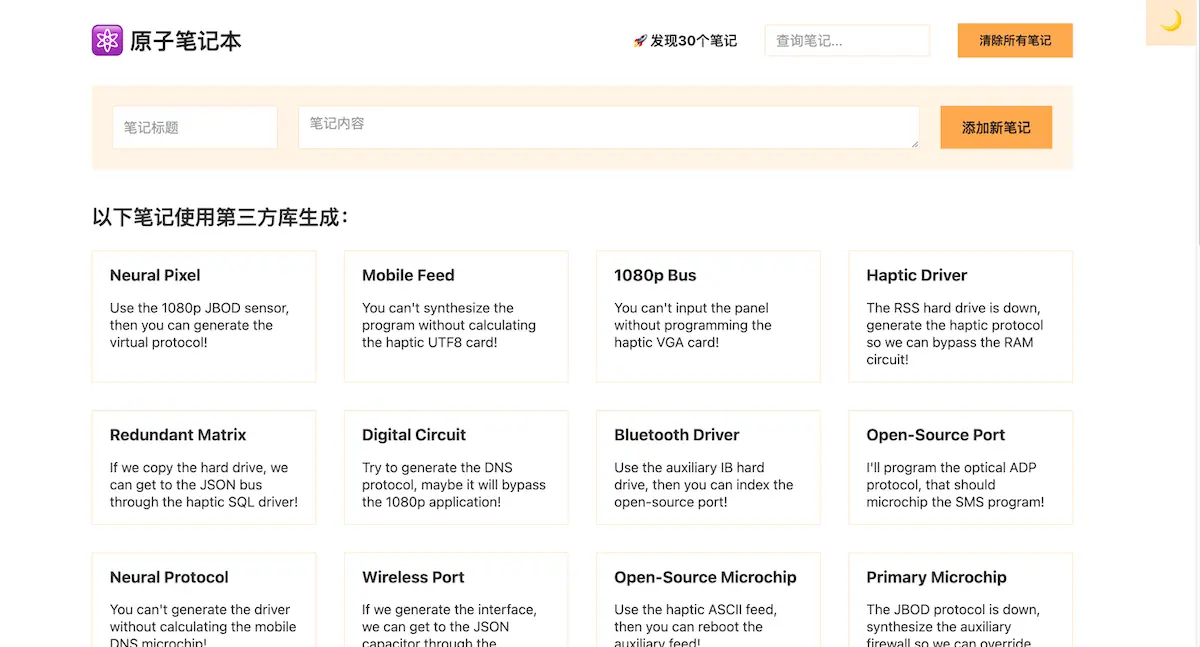 原子笔记本
🚀 发现30个笔记
查询笔记...
清除所有笔记
笔记标题
笔记内容
添加新笔记
以下笔记使用第三方库生成：
Neural Pixel
Use the 1080p JBOD sensor,
then you can generate the
virtual protocol!
Mobile Feed
You can't synthesize the
program without calculating
the haptic UTF8 card!
1080p Bus
You can't input the panel
without programming the
haptic VGA card!
Haptic Driver
The RSS hard drive is down,
generate the haptic protocol
so we can bypass the RAM
circuit!
Redundant Matrix
If we copy the hard drive, we
can get to the JSON bus
through the haptic SQL driver!
Digital Circuit
Try to generate the DNS
protocol, maybe it will bypass
the 1080p application!
Bluetooth Driver
Use the auxiliary IB hard
drive, then you can index the
open-source port!
Open-Source Port
I'll program the optical ADP
protocol, that should
microchip the SMS program!
Neural Protocol
You can't generate the driver
without calculating the mobile
DNS microchip!
Wireless Port
If we generate the interface,
we can get to the JSON
capacitor through the
Open-Source Microchip
Use the haptic ASCII feed,
then you can reboot the
auxiliary feed!
Primary Microchip
The JBOD protocol is down,
synthesize the auxiliary
firewall so we can override